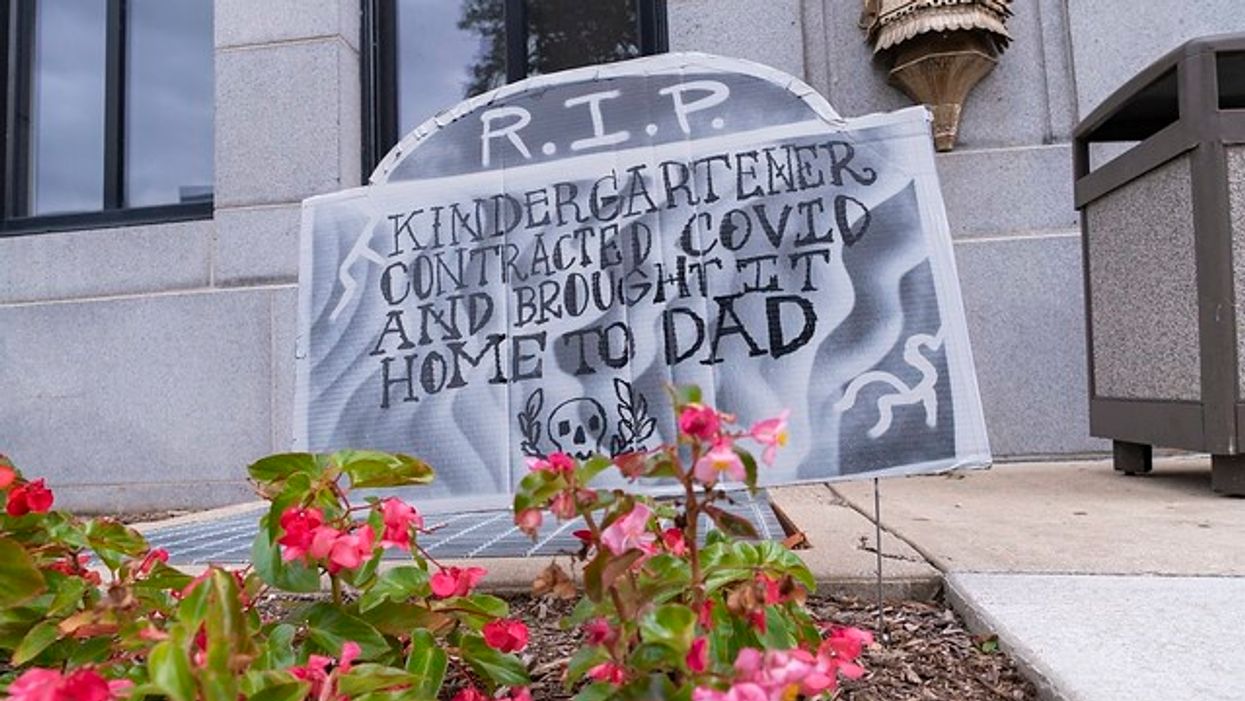 R.I.P.
KINDERGARTENER
CONTRACTED COVID
AND BROUGHT IT
HOME TO DAD